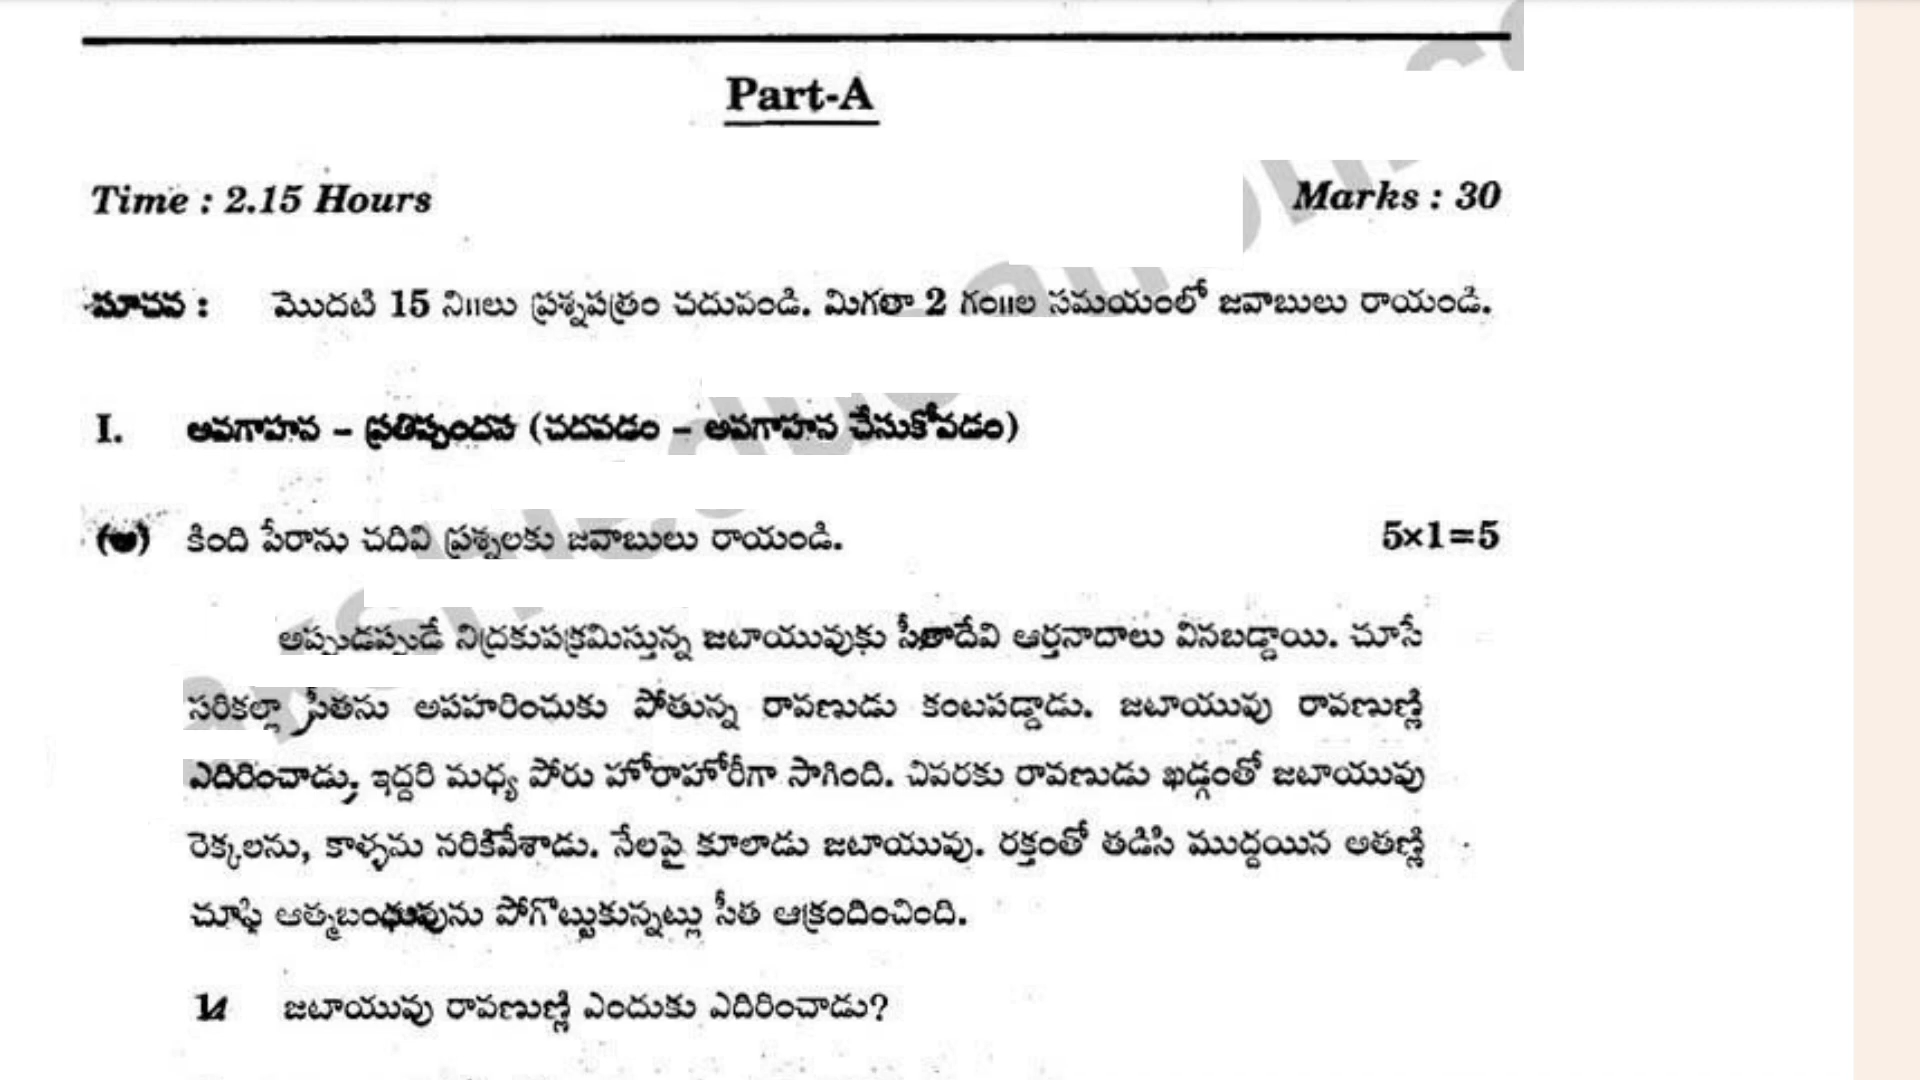 Part-A
Time : 2.15 Hours Marks : 30
సూచన : మొదటి 15 ని॥లు ప్రశ్నపత్రం చదువండి. మిగతా 2 గం॥ల సమయంలో జవాబులు రాయండి.
I. అవగాహన – ప్రతిస్పందన (చదవడం – అవగాహన చేసుకోవడం)
(అ) కింది పేరాను చదివి ప్రశ్నలకు జవాబులు రాయండి. 5×1=5
అప్పుడప్పుడే నిద్రకుపక్రమిస్తున్న జటాయువుకు సీతాదేవి ఆర్తనాదాలు వినబడ్డాయి. చూసే
సరికల్లా సీతను అపహరించుకు పోతున్న రావణుడు కంటపడ్డాడు. జటాయువు రావణుణ్ణి
ఎదిరించాడు, ఇద్దరి మధ్య పోరు హోరాహోరీగా సాగింది. చివరకు రావణుడు ఖడ్గంతో జటాయువు
రెక్కలను, కాళ్ళను నరికివేశాడు. నేలపై కూలాడు జటాయువు. రక్తంతో తడిసి ముద్దయిన అతణ్ణి
చూసి ఆత్మబంధువును పోగొట్టుకున్నట్లు సీత ఆక్రందించింది.
1. జటాయువు రావణుణ్ణి ఎందుకు ఎదిరించాడు?